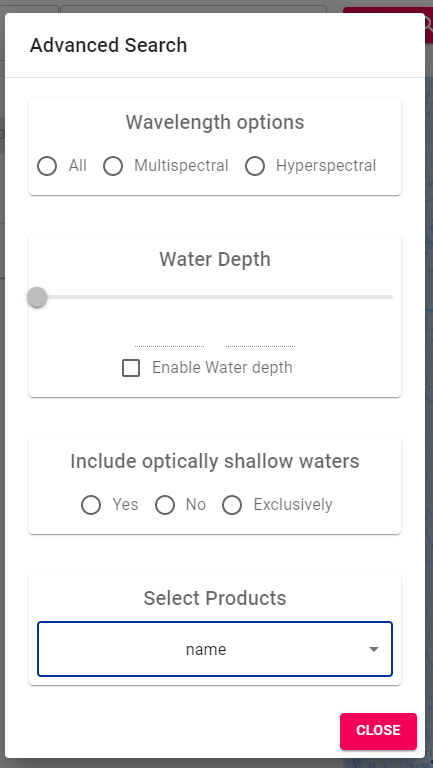 Advanced Search
Wavelength options
All Multispectral Hyperspectral
Water Depth
Enable Water depth
Include optically shallow waters
Yes No Exclusively
Select Products
name
CLOSE